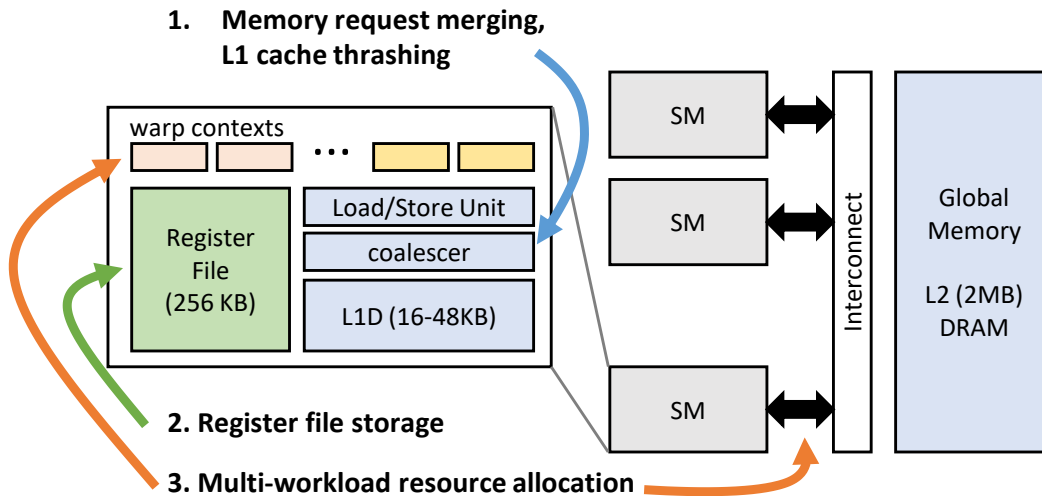 1. Memory request merging,
L1 cache thrashing
warp contexts
...
Load/Store Unit
coalescer
L1D (16-48KB)
Register
File
(256 KB)
2. Register file storage
3. Multi-workload resource allocation
SM
SM
SM
Interconnect
Global
Memory
L2 (2MB)
DRAM